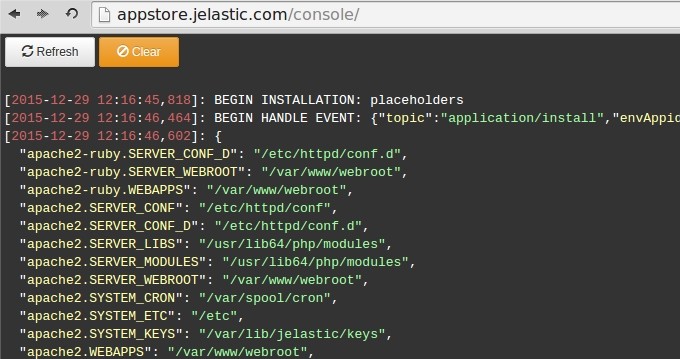 appstore.jelastic.com/console/
Refresh Clear
[2015-12-29 12:16:45,818]: BEGIN INSTALLATION: placeholders
[2015-12-29 12:16:46,464]: BEGIN HANDLE EVENT: {"topic":"application/install","envAppid
[2015-12-29 12:16:46,602]: {
"apache2-ruby.SERVER_CONF_D": "/etc/httpd/conf.d",
"apache2-ruby.SERVER_WEBROOT": "/var/www/webroot",
"apache2-ruby.WEBAPPS": "/var/www/webroot",
"apache2.SERVER_CONF": "/etc/httpd/conf",
"apache2.SERVER_CONF_D": "/etc/httpd/conf.d",
"apache2.SERVER_LIBS": "/usr/lib64/php/modules",
"apache2.SERVER_MODULES": "/usr/lib64/php/modules",
"apache2.SERVER_WEBROOT": "/var/www/webroot",
"apache2.SYSTEM_CRON": "/var/spool/cron",
"apache2.SYSTEM_ETC": "/etc",
"apache2.SYSTEM_KEYS": "/var/lib/jelastic/keys",
"apache2.WEBAPPS": "/var/www/webroot",